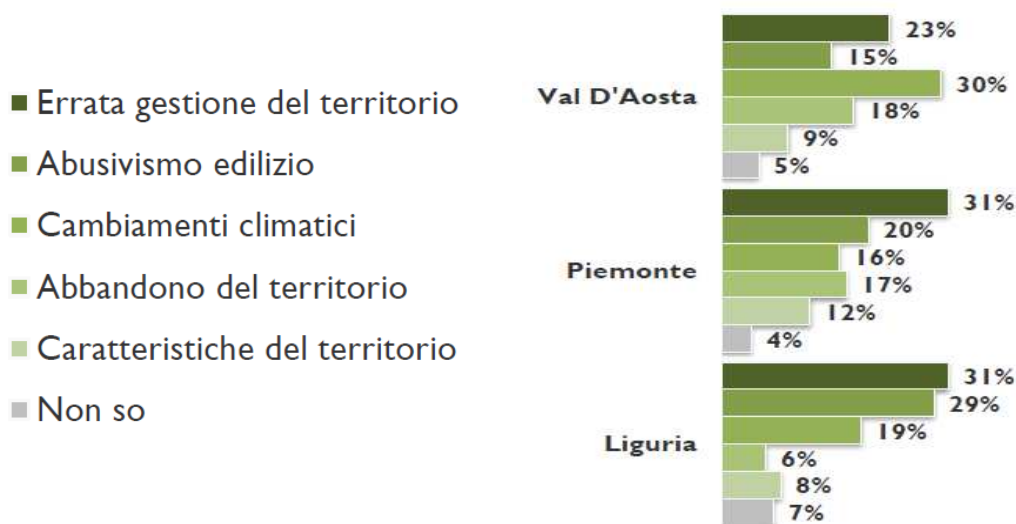 Errata gestione del territorio
Abusivismo edilizio
Cambiamenti climatici
Abbandono del territorio
Caratteristiche del territorio
Non so
Val D'Aosta
23%
15%
30%
18%
9%
5%
Piemonte
31%
20%
16%
17%
12%
4%
Liguria
31%
29%
19%
6%
8%
7%